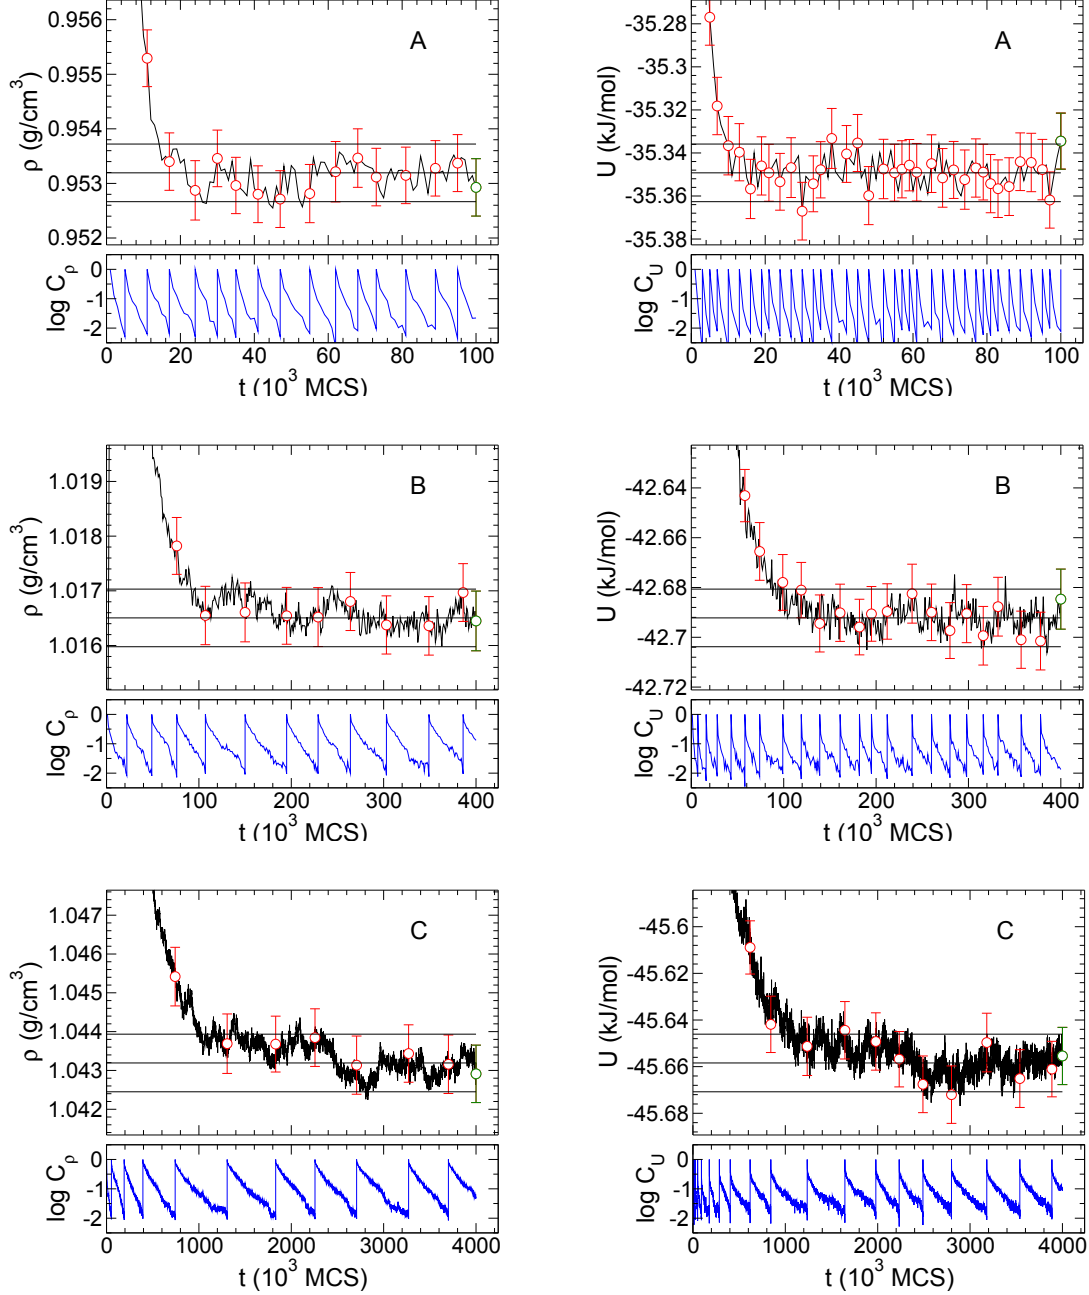 A
ρ (g/cm³)
0.956
0.955
0.954
0.953
0.952
log C_ρ
0
-1
-2
0 20 40 60 80 100
t (10³ MCS)
A
U (kJ/mol)
-35.28
-35.3
-35.32
-35.34
-35.36
-35.38
log C_U
0
-1
-2
0 20 40 60 80 100
t (10³ MCS)
B
ρ (g/cm³)
1.019
1.018
1.017
1.016
log C_ρ
0
-1
-2
0 100 200 300 400
t (10³ MCS)
B
U (kJ/mol)
-42.64
-42.66
-42.68
-42.7
-42.72
log C_U
0
-1
-2
0 100 200 300 400
t (10³ MCS)
C
ρ (g/cm³)
1.047
1.046
1.045
1.044
1.043
1.042
log C_ρ
0
-1
-2
0 1000 2000 3000 4000
t (10³ MCS)
C
U (kJ/mol)
-45.6
-45.62
-45.64
-45.66
-45.68
log C_U
0
-1
-2
0 1000 2000 3000 4000
t (10³ MCS)